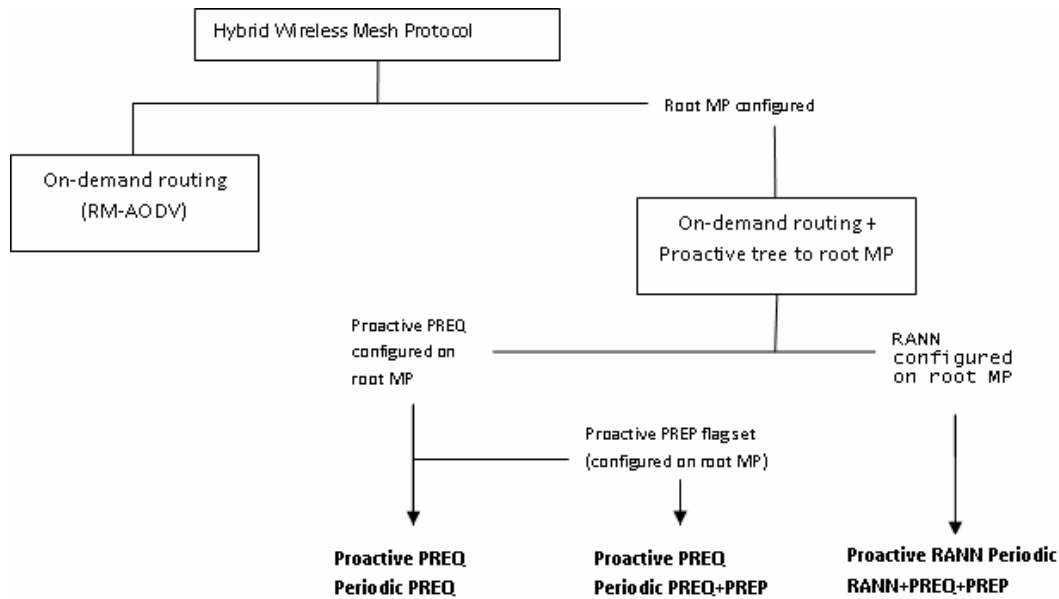 Hybrid Wireless Mesh Protocol
Root MP configured
On-demand routing
(RM-AODV)
On-demand routing +
Proactive tree to root MP
Proactive PREQ
configured on
root MP
RANN
configured
on root MP
Proactive PREP flag set
(configured on root MP)
Proactive PREQ
Periodic PREQ
Proactive PREQ
Periodic PREQ+PREP
Proactive RANN Periodic
RANN+PREQ+PREP